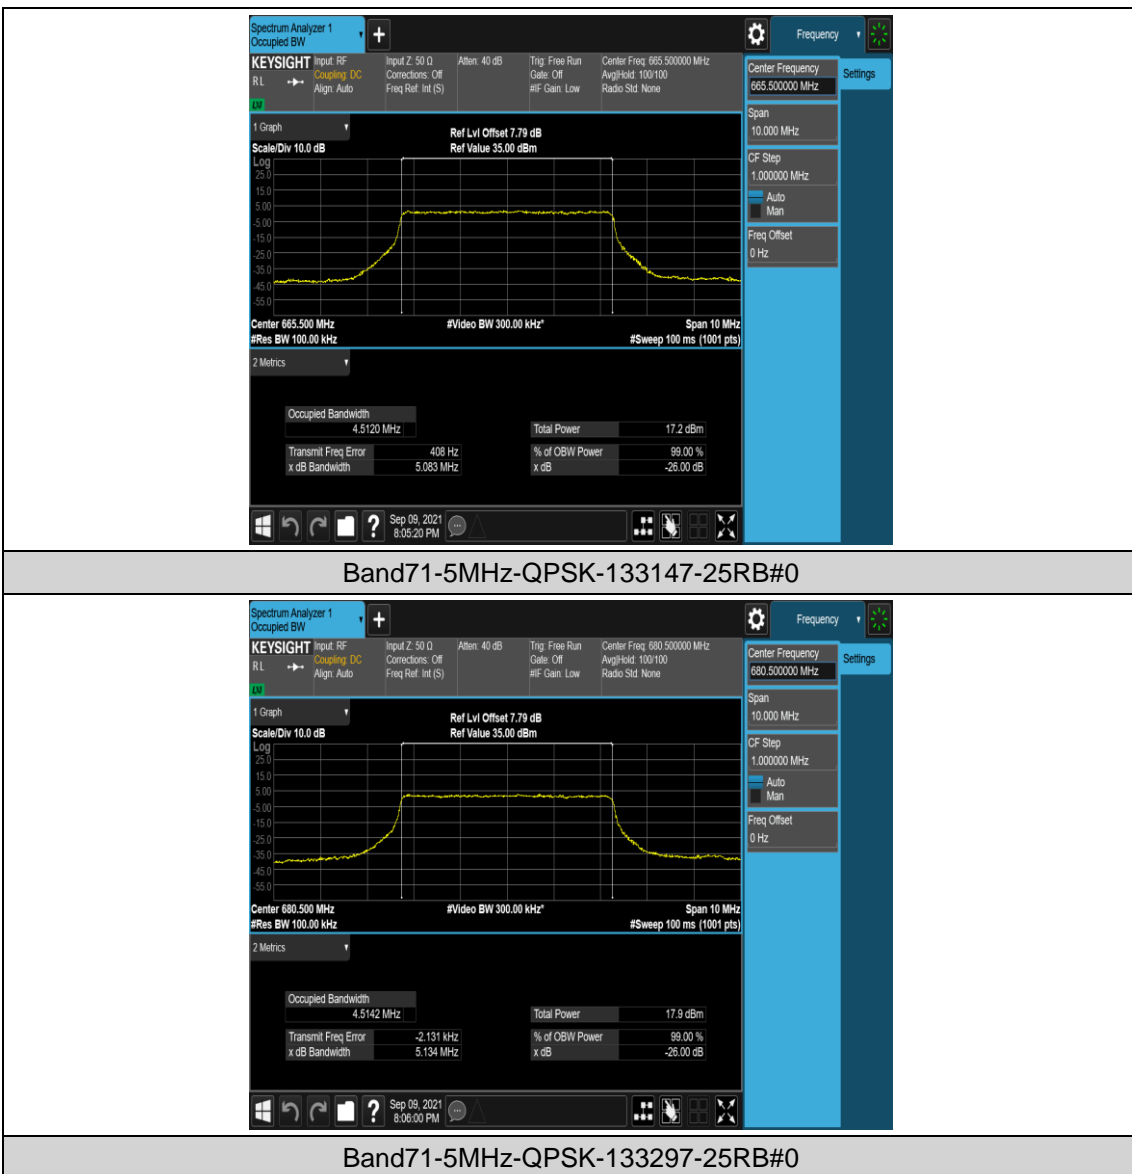 Spectrum Analyzer 1
Occupied BW
+
Frequency
KEYSIGHT
RL
LM
Input: RF
Coupling: DC
Align: Auto
Input Z: 50 Ω
Corrections: Off
Freq Ref: Int (S)
Atten: 40 dB
Trig: Free Run
Gate: Off
#IF Gain: Low
Center Freq: 665.500000 MHz
Avg|Hold: 100/100
Radio Std: None
Center Frequency
665.500000 MHz
Settings
Span
10.000 MHz
CF Step
1.000000 MHz
Auto
Man
Freq Offset
0 Hz
1 Graph
Scale/Div 10.0 dB
Ref Lvl Offset 7.79 dB
Ref Value 35.00 dBm
Log
25.0
15.0
5.00
-5.00
-15.0
-25.0
-35.0
-45.0
-55.0
Center 665.500 MHz
#Res BW 100.00 kHz
#Video BW 300.00 kHz*
Span 10 MHz
#Sweep 100 ms (1001 pts)
2 Metrics
Occupied Bandwidth
4.5120 MHz
Total Power 17.2 dBm
Transmit Freq Error 408 Hz
% of OBW Power 99.00 %
x dB Bandwidth 5.083 MHz
x dB -26.00 dB
?
Sep 09, 2021
8:05:20 PM
Band71-5MHz-QPSK-133147-25RB#0
Spectrum Analyzer 1
Occupied BW
+
Frequency
KEYSIGHT
RL
LM
Input: RF
Coupling: DC
Align: Auto
Input Z: 50 Ω
Corrections: Off
Freq Ref: Int (S)
Atten: 40 dB
Trig: Free Run
Gate: Off
#IF Gain: Low
Center Freq: 680.500000 MHz
Avg|Hold: 100/100
Radio Std: None
Center Frequency
680.500000 MHz
Settings
Span
10.000 MHz
CF Step
1.000000 MHz
Auto
Man
Freq Offset
0 Hz
1 Graph
Scale/Div 10.0 dB
Ref Lvl Offset 7.79 dB
Ref Value 35.00 dBm
Log
25.0
15.0
5.00
-5.00
-15.0
-25.0
-35.0
-45.0
-55.0
Center 680.500 MHz
#Res BW 100.00 kHz
#Video BW 300.00 kHz*
Span 10 MHz
#Sweep 100 ms (1001 pts)
2 Metrics
Occupied Bandwidth
4.5142 MHz
Total Power 17.9 dBm
Transmit Freq Error -2.131 kHz
% of OBW Power 99.00 %
x dB Bandwidth 5.134 MHz
x dB -26.00 dB
?
Sep 09, 2021
8:06:00 PM
Band71-5MHz-QPSK-133297-25RB#0